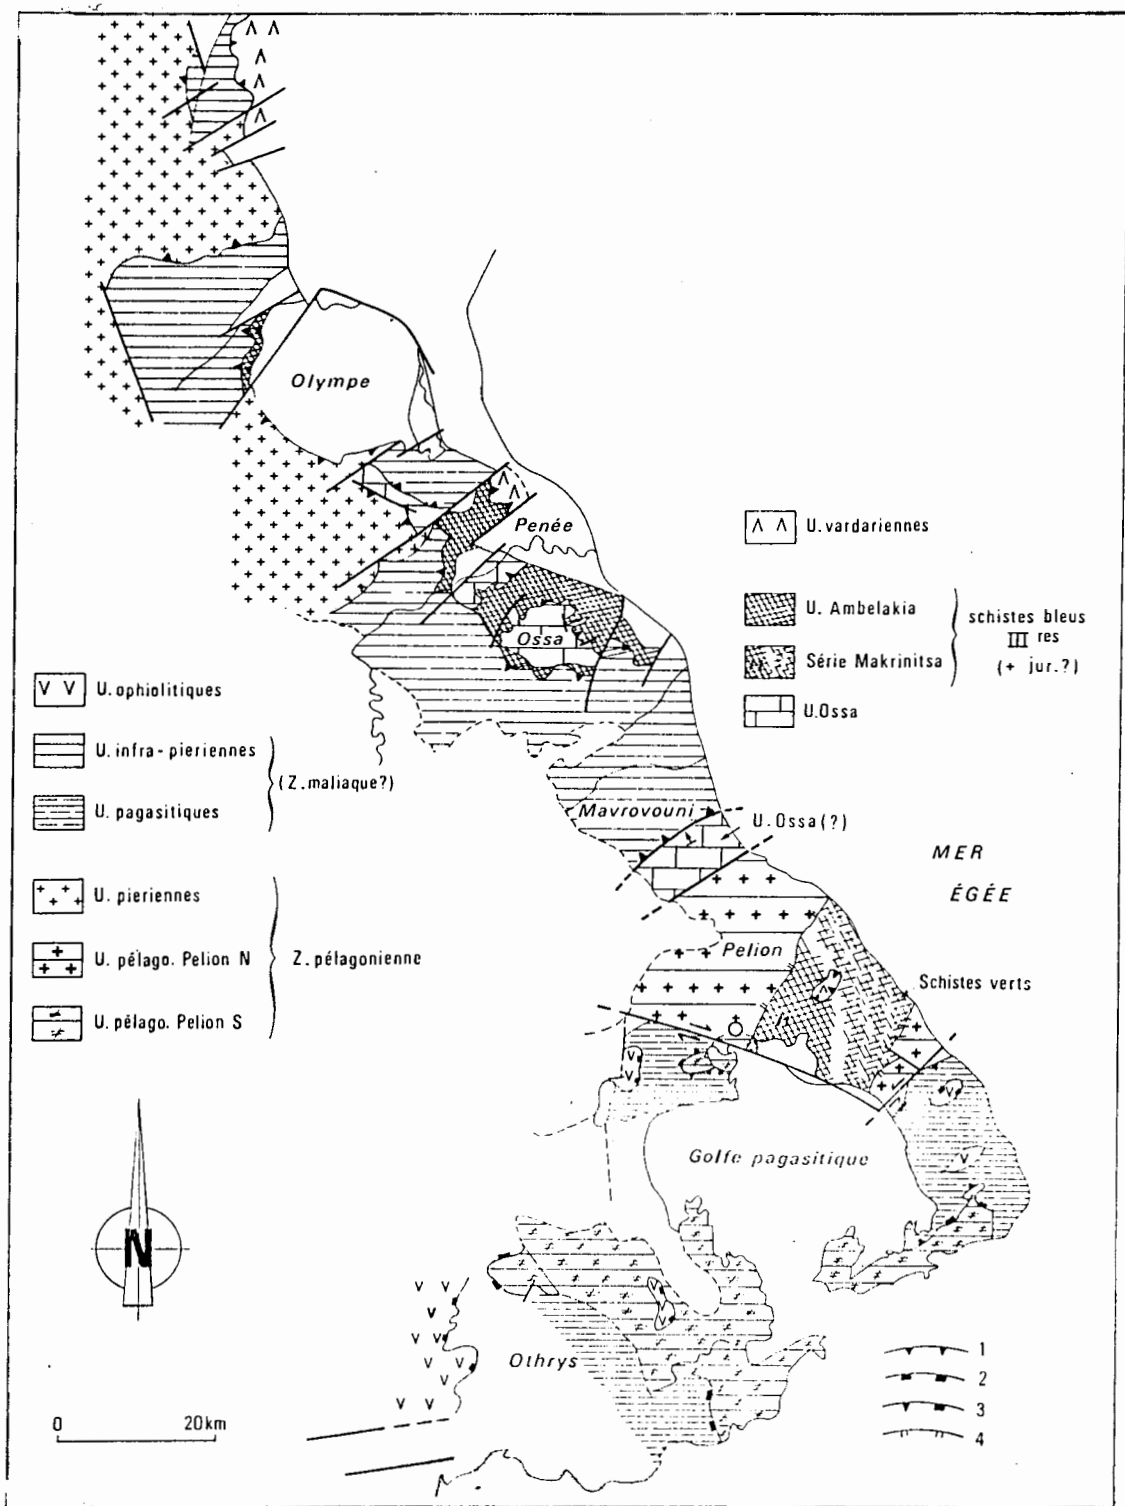 Olympe
Penée
Ossa
Mavrovouni
U.Ossa(?)
MER
ÉGÉE
Pelion
Schistes verts
Golfe pagasitique
Othrys
U.vardariennes
U. Ambelakia
Série Makrinitsa
schistes bleus
III res
(+ jur.?)
U.Ossa
U.ophiolitiques
U.infra-pieriennes
U. pagasitiques
(Z.maliaque?)
U.pieriennes
U. pélago. Pelion N
U. pélago. Pelion S
Z.pélagonienne
N
0 20km
1
2
3
4